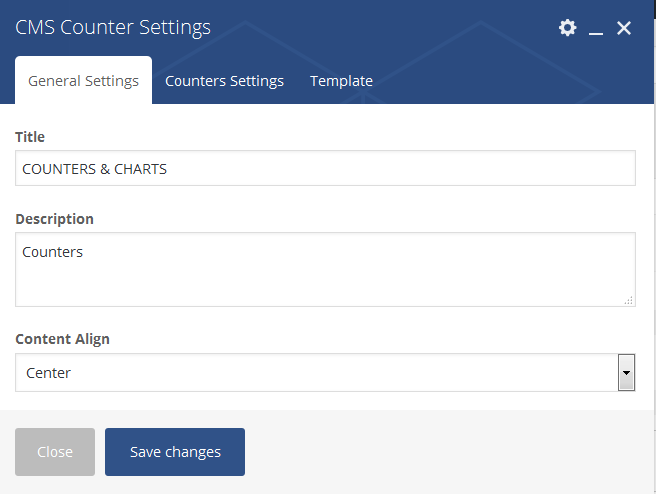 CMS Counter Settings
General Settings Counters Settings Template
Title
COUNTERS & CHARTS
Description
Counters
Content Align
Center
Close Save changes